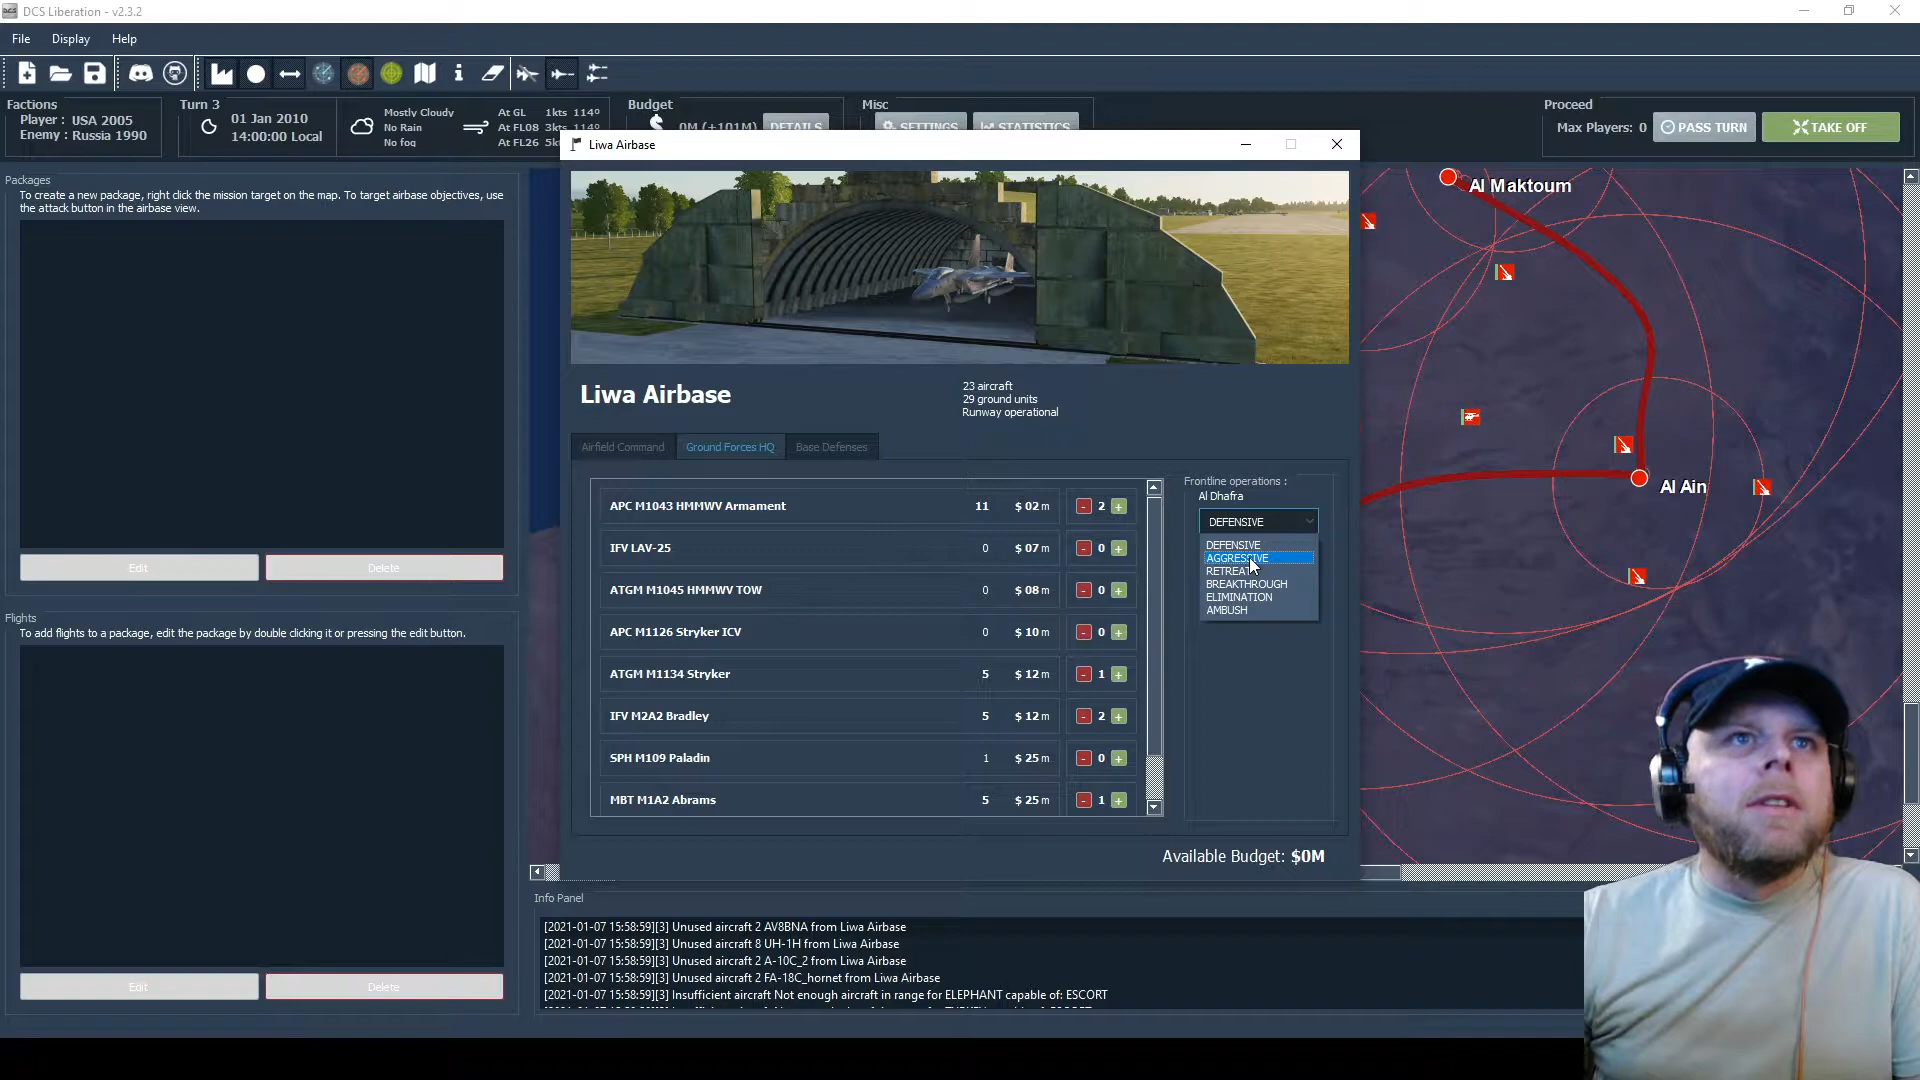 DCS Liberation - v2.3.2
File Display Help
Factions
Player : USA 2005
Enemy : Russia 1990
Turn 3
01 Jan 2010
14:00:00 Local
Mostly Cloudy
No Rain
No fog
At GL 1kts 114º
At FL08 3kts 114º
At FL26 5k
Budget
0M (+101M)
DETAILS
Misc
SETTINGS
STATISTICS
Proceed
Max Players: 0
PASS TURN
TAKE OFF
Packages
To create a new package, right click the mission target on the map. To target airbase objectives, use
the attack button in the airbase view.
Edit
Delete
Flights
To add flights to a package, edit the package by double clicking it or pressing the edit button.
Edit
Delete
Liwa Airbase
Liwa Airbase
23 aircraft
29 ground units
Runway operational
Airfield Command
Ground Forces HQ
Base Defenses
APC M1043 HMMWV Armament 11 $ 02 m - 2 +
IFV LAV-25 0 $ 07 m - 0 +
ATGM M1045 HMMWV TOW 0 $ 08 m - 0 +
APC M1126 Stryker ICV 0 $ 10 m - 0 +
ATGM M1134 Stryker 5 $ 12 m - 1 +
IFV M2A2 Bradley 5 $ 12 m - 2 +
SPH M109 Paladin 1 $ 25 m - 0 +
MBT M1A2 Abrams 5 $ 25 m - 1 +
Frontline operations :
Al Dhafra
DEFENSIVE
DEFENSIVE
AGGRESSIVE
RETREAT
BREAKTHROUGH
ELIMINATION
AMBUSH
Available Budget: $0M
Al Maktoum
Al Ain
Info Panel
[2021-01-07 15:58:59][3] Unused aircraft 2 AV8BNA from Liwa Airbase
[2021-01-07 15:58:59][3] Unused aircraft 8 UH-1H from Liwa Airbase
[2021-01-07 15:58:59][3] Unused aircraft 2 A-10C_2 from Liwa Airbase
[2021-01-07 15:58:59][3] Unused aircraft 2 FA-18C_hornet from Liwa Airbase
[2021-01-07 15:58:59][3] Insufficient aircraft Not enough aircraft in range for ELEPHANT capable of: ESCORT